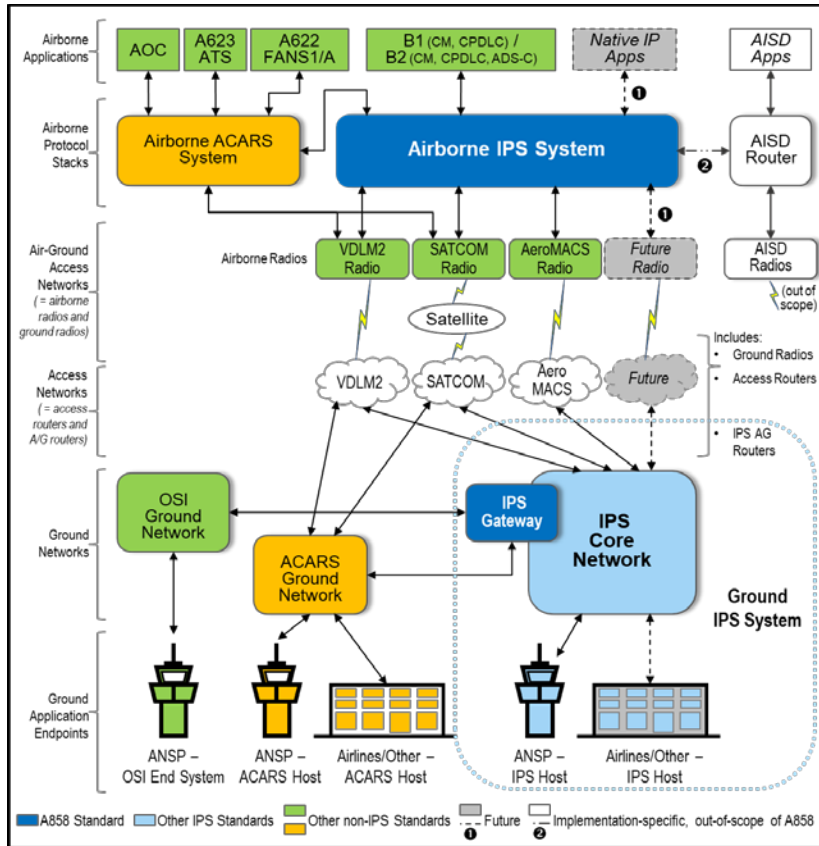 Airborne
Applications
AOC
A623
ATS
A622
FANS1/A
B1 (CM, CPDLC) /
B2 (CM, CPDLC, ADS-C)
Native IP
Apps
AISD
Apps
❶
Airborne
Protocol
Stacks
Airborne ACARS
System
Airborne IPS System
❷
AISD
Router
❶
Air-Ground
Access
Networks
( = airborne
radios and
ground radios)
Airborne Radios
VDLM2
Radio
SATCOM
Radio
AeroMACS
Radio
Future
Radio
AISD
Radios
(out of
scope)
Satellite
Access
Networks
( = access
routers and
A/G routers)
VDLM2
SATCOM
Aero
MACS
Future
Includes:
• Ground Radios
• Access Routers
• IPS AG
Routers
Ground
Networks
OSI
Ground
Network
ACARS
Ground
Network
IPS
Gateway
IPS
Core
Network
Ground
IPS System
Ground
Application
Endpoints
ANSP –
OSI End System
ANSP –
ACARS Host
Airlines/Other –
ACARS Host
ANSP –
IPS Host
Airlines/Other –
IPS Host
A858 Standard
Other IPS Standards
Other non-IPS Standards
Future
❶
Implementation-specific, out-of-scope of A858
❷